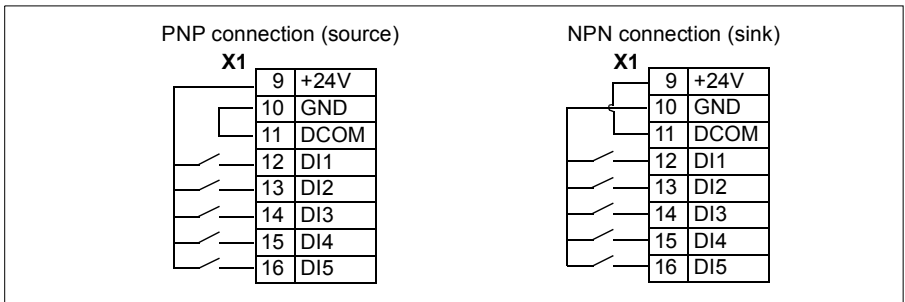 PNP connection (source)
X1
9 +24V
10 GND
11 DCOM
12 DI1
13 DI2
14 DI3
15 DI4
16 DI5
NPN connection (sink)
X1
9 +24V
10 GND
11 DCOM
12 DI1
13 DI2
14 DI3
15 DI4
16 DI5